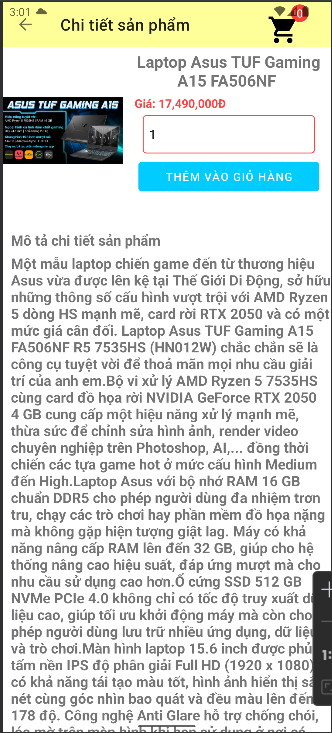 3:01
0
Chi tiết sản phẩm
Laptop Asus TUF Gaming
A15 FA506NF
ASUS TUF GAMING A15
Giá: 17,490,000Đ
1
THÊM VÀO GIỎ HÀNG
Mô tả chi tiết sản phẩm
Một mẫu laptop chiến game đến từ thương hiệu
Asus vừa được lên kệ tại Thế Giới Di Động, sở hữu
những thông số cấu hình vượt trội với AMD Ryzen
5 dòng HS mạnh mẽ, card rời RTX 2050 và có một
mức giá cân đối. Laptop Asus TUF Gaming A15
FA506NF R5 7535HS (HN012W) chắc chắn sẽ là
công cụ tuyệt vời để thoả mãn mọi nhu cầu giải
trí của anh em.Bộ vi xử lý AMD Ryzen 5 7535HS
cùng card đồ họa rời NVIDIA GeForce RTX 2050
4 GB cung cấp một hiệu năng xử lý mạnh mẽ,
thừa sức để chỉnh sửa hình ảnh, render video
chuyên nghiệp trên Photoshop, AI,... đồng thời
chiến các tựa game hot ở mức cấu hình Medium
đến High.Laptop Asus với bộ nhớ RAM 16 GB
chuẩn DDR5 cho phép người dùng đa nhiệm trơn
tru, chạy các trò chơi hay phần mềm đồ họa nặng
mà không gặp hiện tượng giật lag. Máy có khả
năng nâng cấp RAM lên đến 32 GB, giúp cho hệ
thống nâng cao hiệu suất, đáp ứng mượt mà cho
nhu cầu sử dụng cao hơn.Ổ cứng SSD 512 GB
NVMe PCIe 4.0 không chỉ có tốc độ truy xuất dữ
liệu cao, giúp tối ưu khởi động máy mà còn cho
phép người dùng lưu trữ nhiều ứng dụng, dữ liệu
và trò chơi.Màn hình laptop 15.6 inch được phủ
tấm nền IPS độ phân giải Full HD (1920 x 1080)
có khả năng tái tạo màu tốt, hình ảnh hiển thị sắc
nét cùng góc nhìn bao quát và đều màu lên đến
178 độ. Công nghệ Anti Glare hỗ trợ chống chói,
lóa mờ trên màn hình khi bạn sử dụng ở nơi có